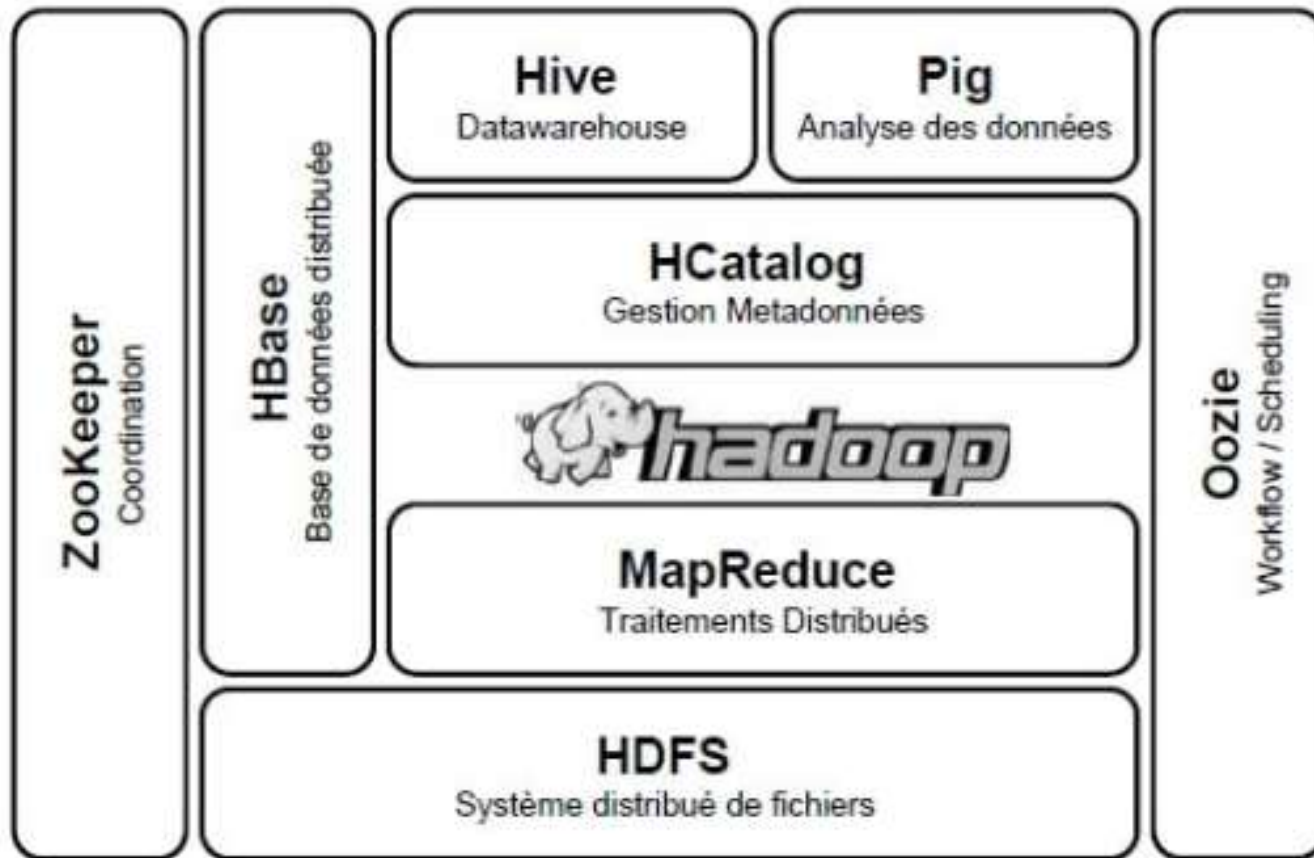 ZooKeeper
Coordination
HBase
Base de données distribuée
Hive
Datawarehouse
Pig
Analyse des données
HCatalog
Gestion Metadonnées
hadoop
MapReduce
Traitements Distribués
HDFS
Système distribué de fichiers
Oozie
Workflow / Scheduling